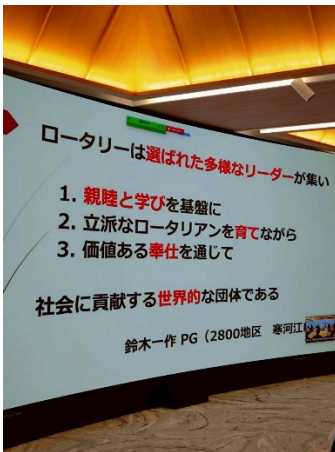 ロータリーは選ばれた多様なリーダーが集い
1. 親睦と学びを基盤に
2. 立派なロータリアンを育てながら
3. 価値ある奉仕を通じて
社会に貢献する世界的な団体である
鈴木一作 PG（2800地区　寒河江